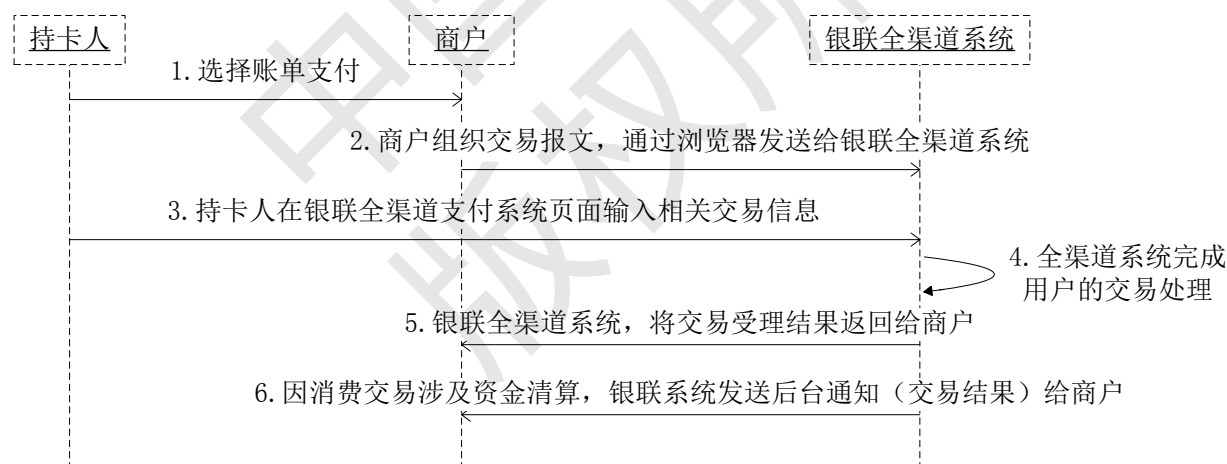 持卡人
商户
银联全渠道系统
1.选择账单支付
2.商户组织交易报文，通过浏览器发送给银联全渠道系统
3.持卡人在银联全渠道支付系统页面输入相关交易信息
4.全渠道系统完成
用户的交易处理
5.银联全渠道系统，将交易受理结果返回给商户
6.因消费交易涉及资金清算，银联系统发送后台通知（交易结果）给商户
版权所